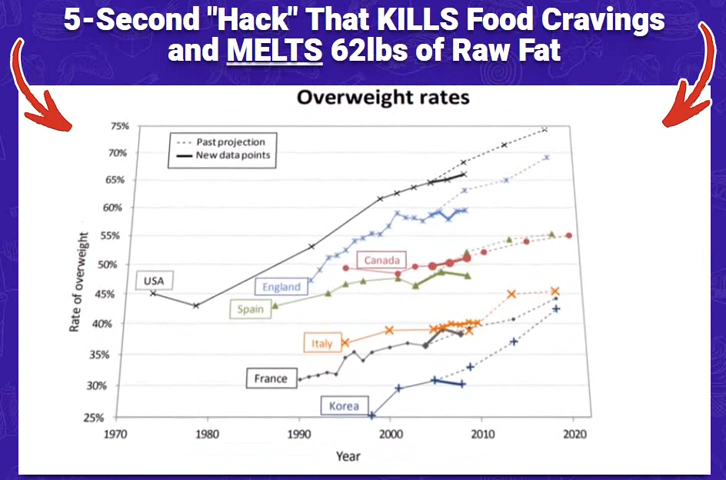 5-Second "Hack" That KILLS Food Cravings
and MELTS 62lbs of Raw Fat
Overweight rates
75%
70%
65%
60%
55%
50%
45%
40%
35%
30%
25%
Past projection
New data points
Rate of overweight
USA
England
Canada
Spain
Italy
France
Korea
1970
1980
1990
2000
2010
2020
Year